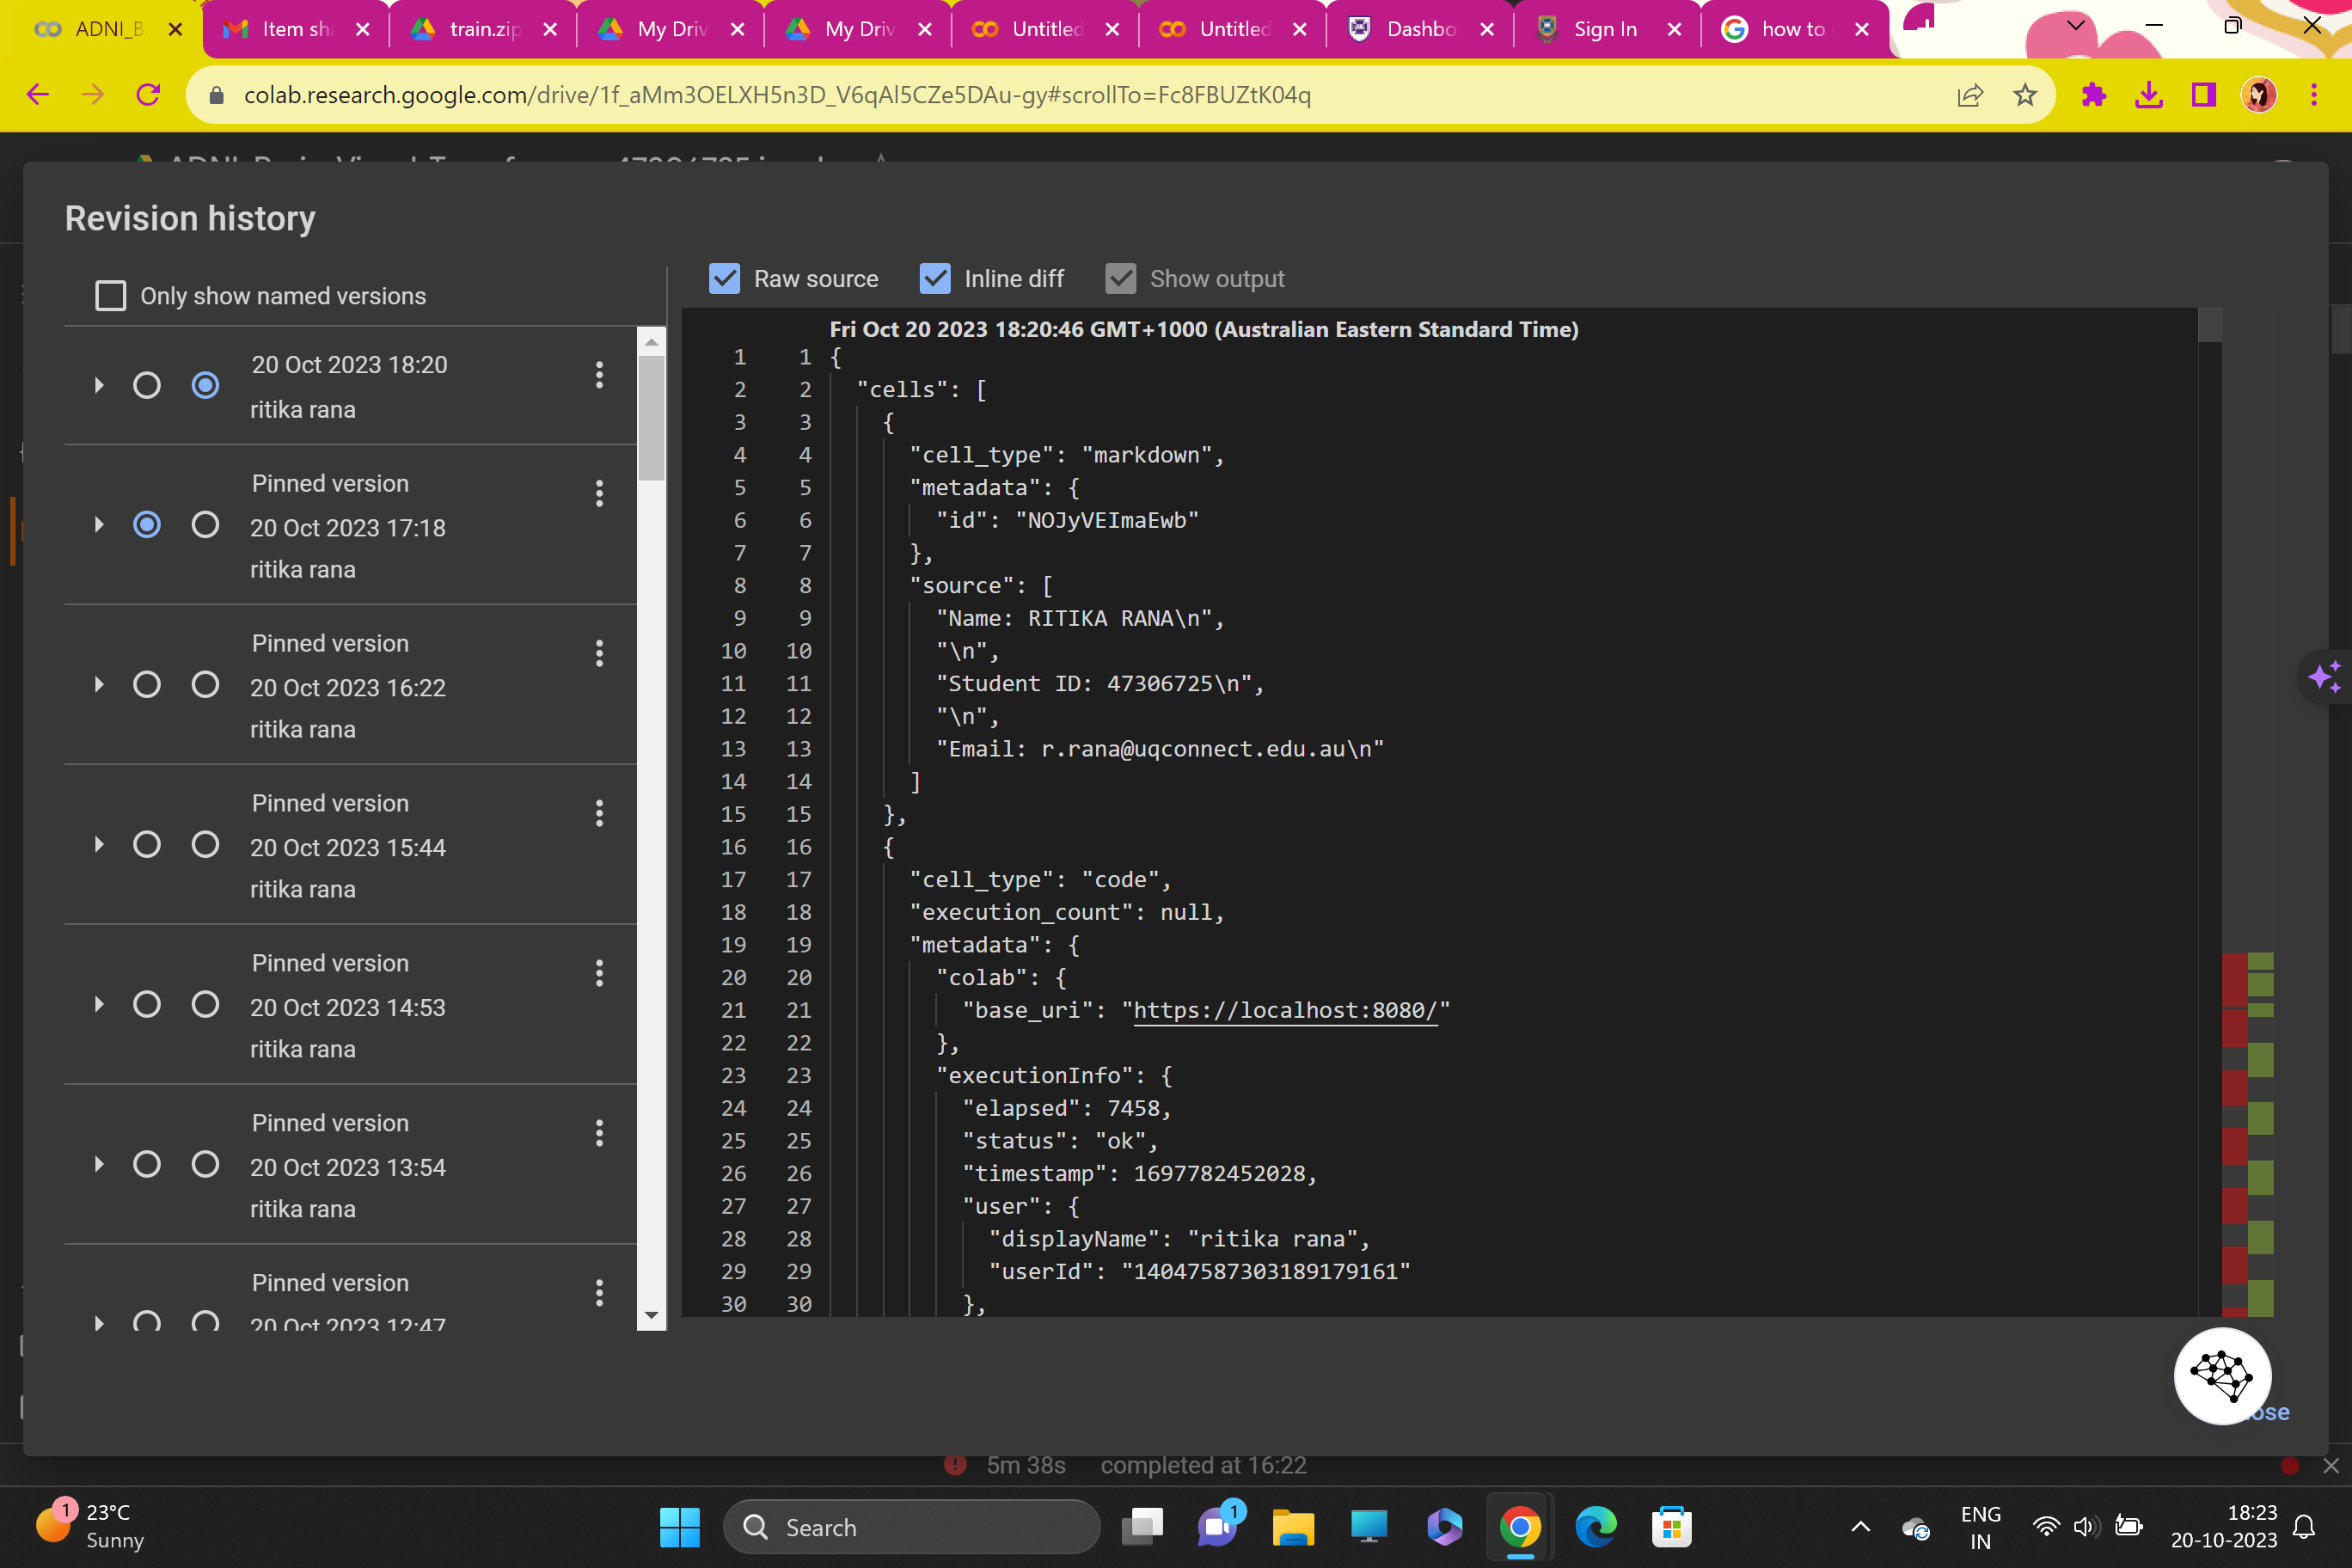 ADNI_B
Item sh
train.zip
My Driv
My Driv
Untitled
Untitled
Dashbo
Sign In
how to
colab.research.google.com/drive/1f_aMm3OELXH5n3D_V6qAl5CZe5DAu-gy#scrollTo=Fc8FBUZtK04q
Revision history
Only show named versions
Raw source
Inline diff
Show output
20 Oct 2023 18:20
ritika rana
Pinned version
20 Oct 2023 17:18
ritika rana
Pinned version
20 Oct 2023 16:22
ritika rana
Pinned version
20 Oct 2023 15:44
ritika rana
Pinned version
20 Oct 2023 14:53
ritika rana
Pinned version
20 Oct 2023 13:54
ritika rana
Pinned version
20 Oct 2023 12:47
Fri Oct 20 2023 18:20:46 GMT+1000 (Australian Eastern Standard Time)
1 1 {
2 2 "cells": [
3 3 {
4 4 "cell_type": "markdown",
5 5 "metadata": {
6 6 "id": "NOJyVEImaEwb"
7 7 },
8 8 "source": [
9 9 "Name: RITIKA RANA\n",
10 10 "\n",
11 11 "Student ID: 47306725\n",
12 12 "\n",
13 13 "Email: r.rana@uqconnect.edu.au\n"
14 14 ]
15 15 },
16 16 {
17 17 "cell_type": "code",
18 18 "execution_count": null,
19 19 "metadata": {
20 20 "colab": {
21 21 "base_uri": "https://localhost:8080/"
22 22 },
23 23 "executionInfo": {
24 24 "elapsed": 7458,
25 25 "status": "ok",
26 26 "timestamp": 1697782452028,
27 27 "user": {
28 28 "displayName": "ritika rana",
29 29 "userId": "14047587303189179161"
30 30 },
ose
5m 38s completed at 16:22
1
23°C
Sunny
Search
1
ENG
IN
18:23
20-10-2023